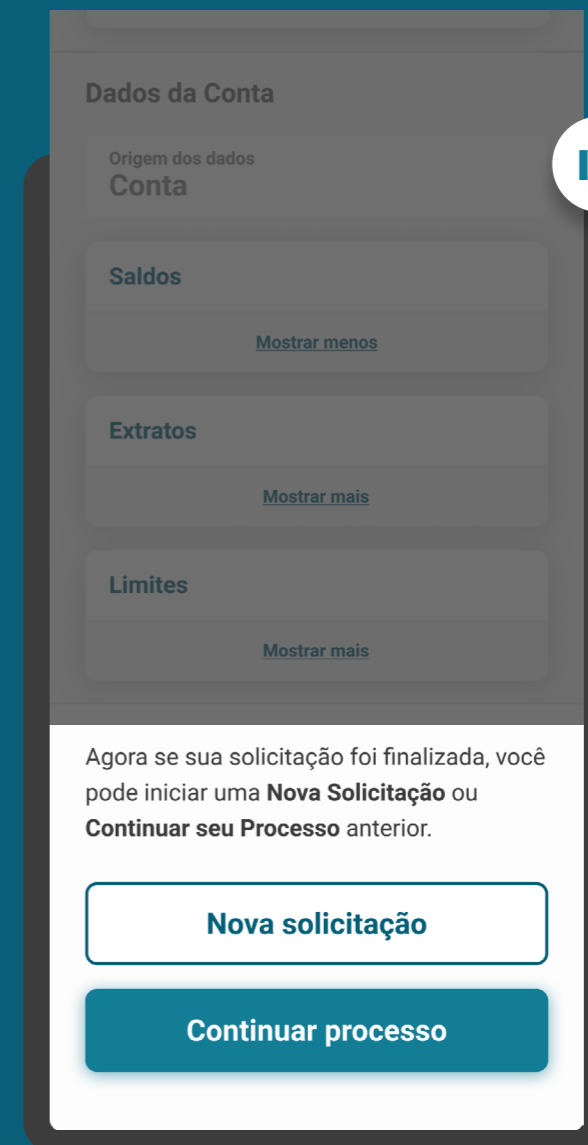 Dados da Conta
Origem dos dados
Conta
Saldos
Mostrar menos
Extratos
Mostrar mais
Limites
Mostrar mais
Agora se sua solicitação foi finalizada, você
pode iniciar uma Nova Solicitação ou
Continuar seu Processo anterior.
Nova solicitação
Continuar processo